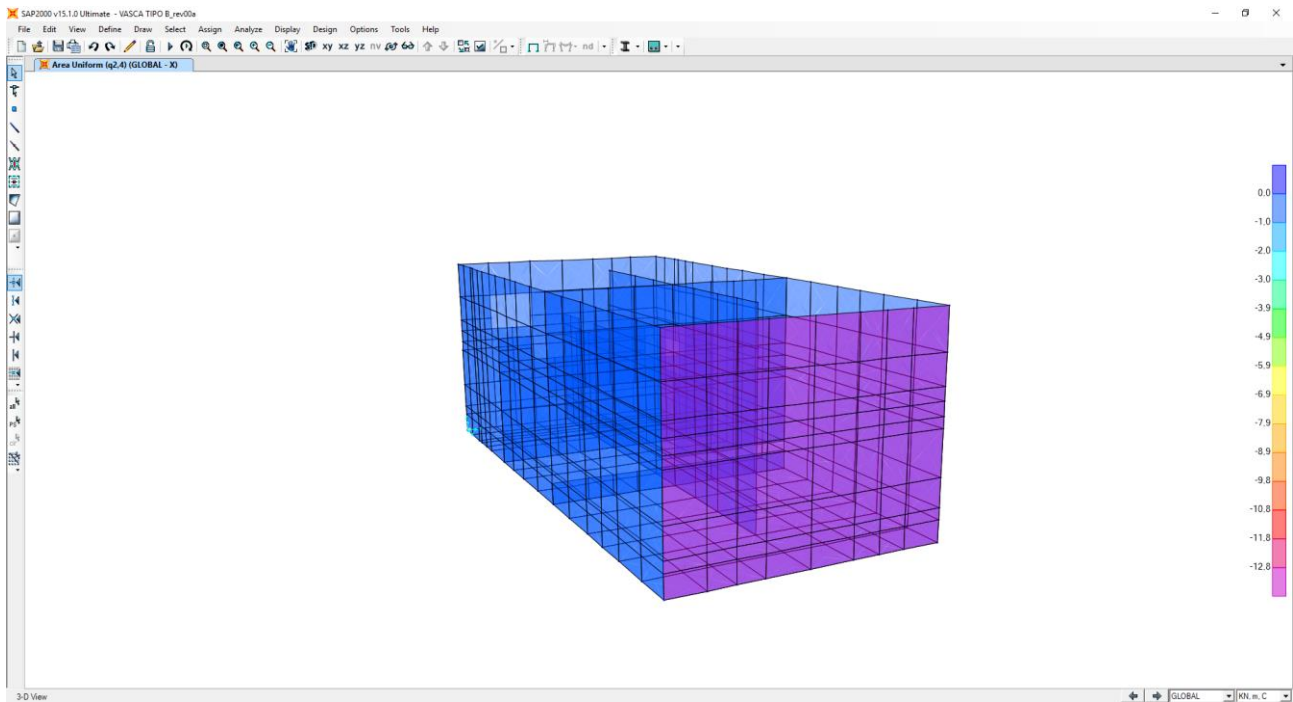 SAP2000 v15.1.0 Ultimate - VASCA TIPO B_rev00a
File Edit View Define Draw Select Assign Analyze Display Design Options Tools Help
3D xy xz yz nv nd
Area Uniform (q2,4) (GLOBAL - X)
0.0
-1.0
-2.0
-3.0
-3.9
-4.9
-5.9
-6.9
-7.9
-8.9
-9.8
-10.8
-11.8
-12.8
3-D View
GLOBAL
KN, m, C